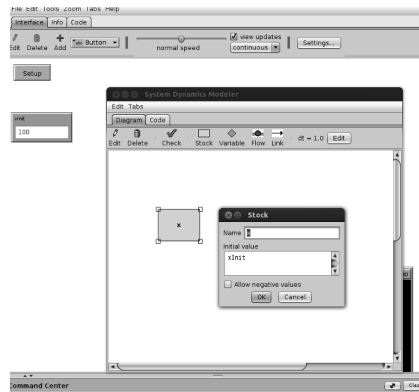 File Edit Tools Zoom Tabs Help
Interface Info Code
Edit Delete Add Button normal speed view updates continuous Settings...
Setup
xInit
100
System Dynamics Modeler
Edit Tabs
Diagram Code
Edit Delete Check Stock Variable Flow Link dt = 1.0 Edit
x
Stock
Name x
Initial value
xInit
Allow negative values
OK Cancel
Command Center